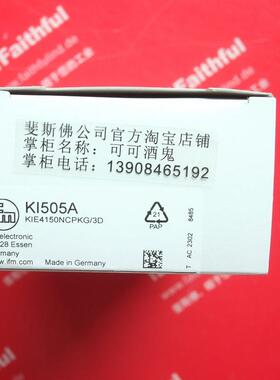 斐斯佛公司官方淘宝店铺
掌柜名称：可可酒鬼
掌柜电话：13908465192
ifm
KI505A
KIE4150NCPKG/3D
electronic
28 Essen
ermany
w.ifm.com
Made in Germany
21
PAP
T AC 2302 8485
Faithful